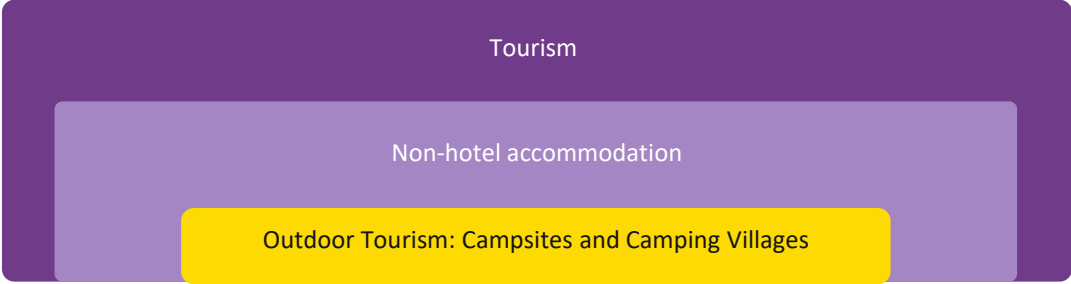 Tourism
Non-hotel accommodation
Outdoor Tourism: Campsites and Camping Villages